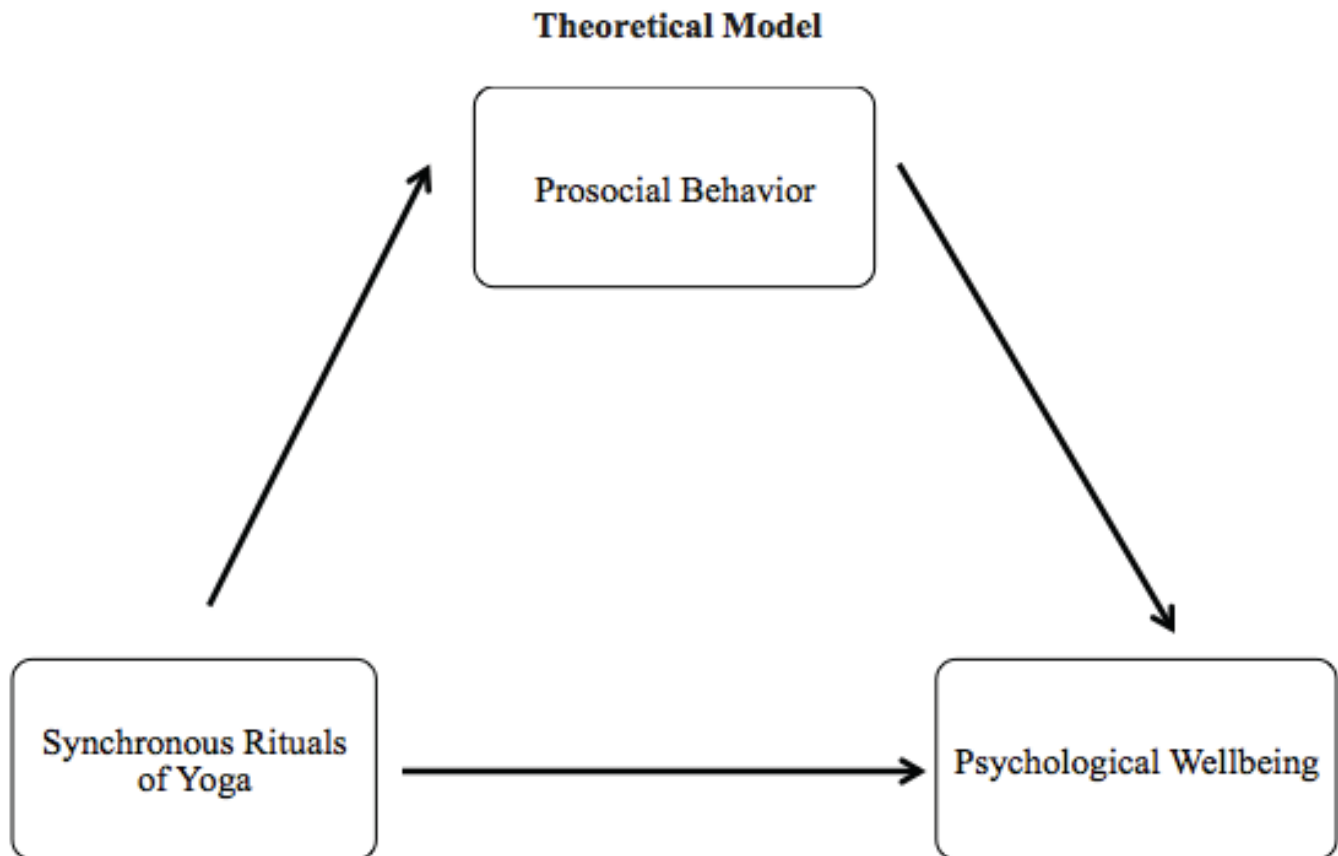 Theoretical Model
Prosocial Behavior
Synchronous Rituals
of Yoga
Psychological Wellbeing